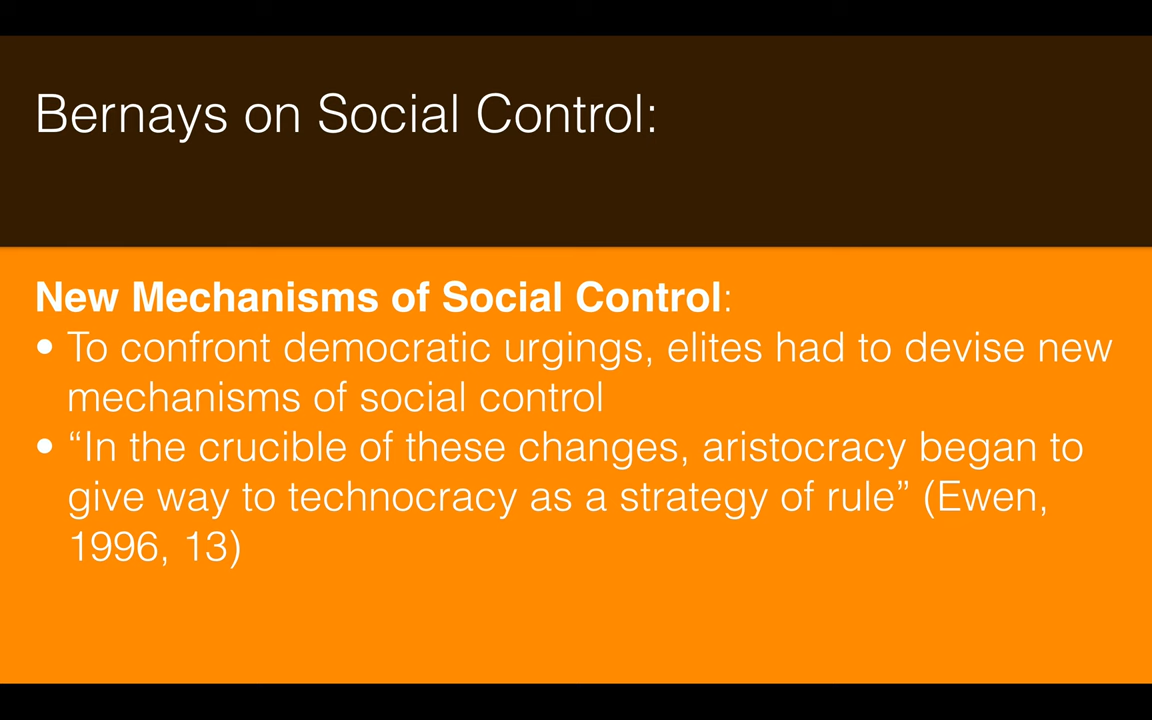 Bernays on Social Control:
New Mechanisms of Social Control:
• To confront democratic urgings, elites had to devise new
mechanisms of social control
• “In the crucible of these changes, aristocracy began to
give way to technocracy as a strategy of rule” (Ewen,
1996, 13)